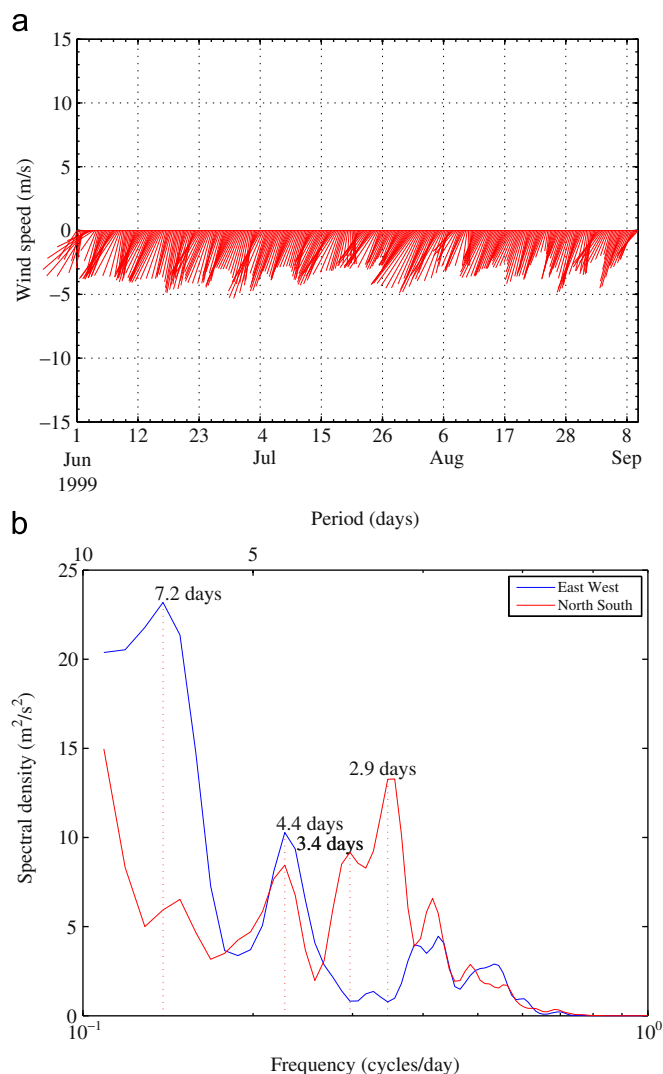 a
Wind speed (m/s)
15
10
5
0
−5
−10
−15
1 12 23 4 15 26 6 17 28 8
Jun Jul Aug Sep
1999
b
Period (days)
10 5
Spectral density (m²/s²)
25
20
15
10
5
0
7.2 days
4.4 days
3.4 days
2.9 days
East West
North South
10⁻¹ 10⁰
Frequency (cycles/day)